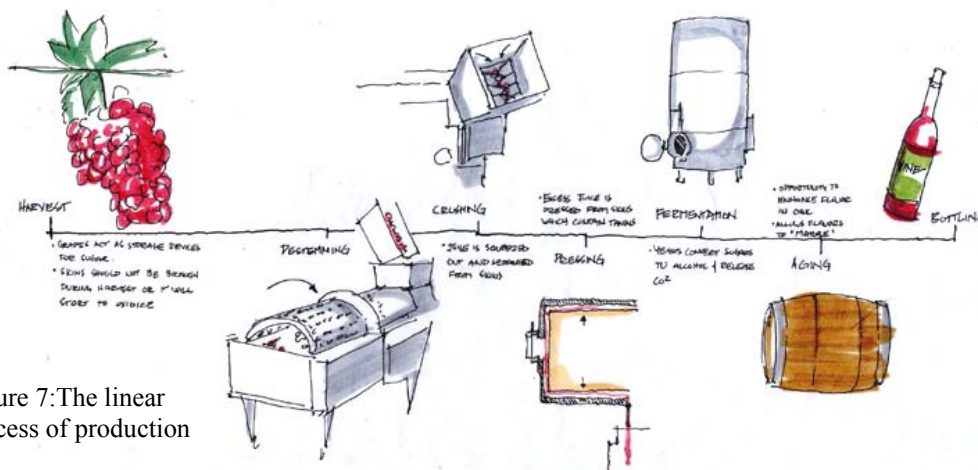 HARVEST
• GRAPES ACT AS STORAGE DEVICES
FOR SUGAR.
• SKINS SHOULD NOT BE BROKEN
DURING HARVEST OR IT WILL
START TO OXIDICE
DESTEMMING
CRUSHING
• JUICE IS SQUEEZED
OUT AND SEPARATED
FROM SKINS
• EXCESS JUICE IS
PRESSED FROM SKINS
WHICH CONTAIN TANINS
PRESSING
FERMENTATION
• YEASTS CONVERT SUGARS
TO ALCOHOL & RELEASE
CO2
• OPPORTUNITY TO
ENHANCE FLAVOR
IN OAK
• ALLOWS FLAVORS
TO
AGING
BOTTLING
ure 7:The linear
cess of production